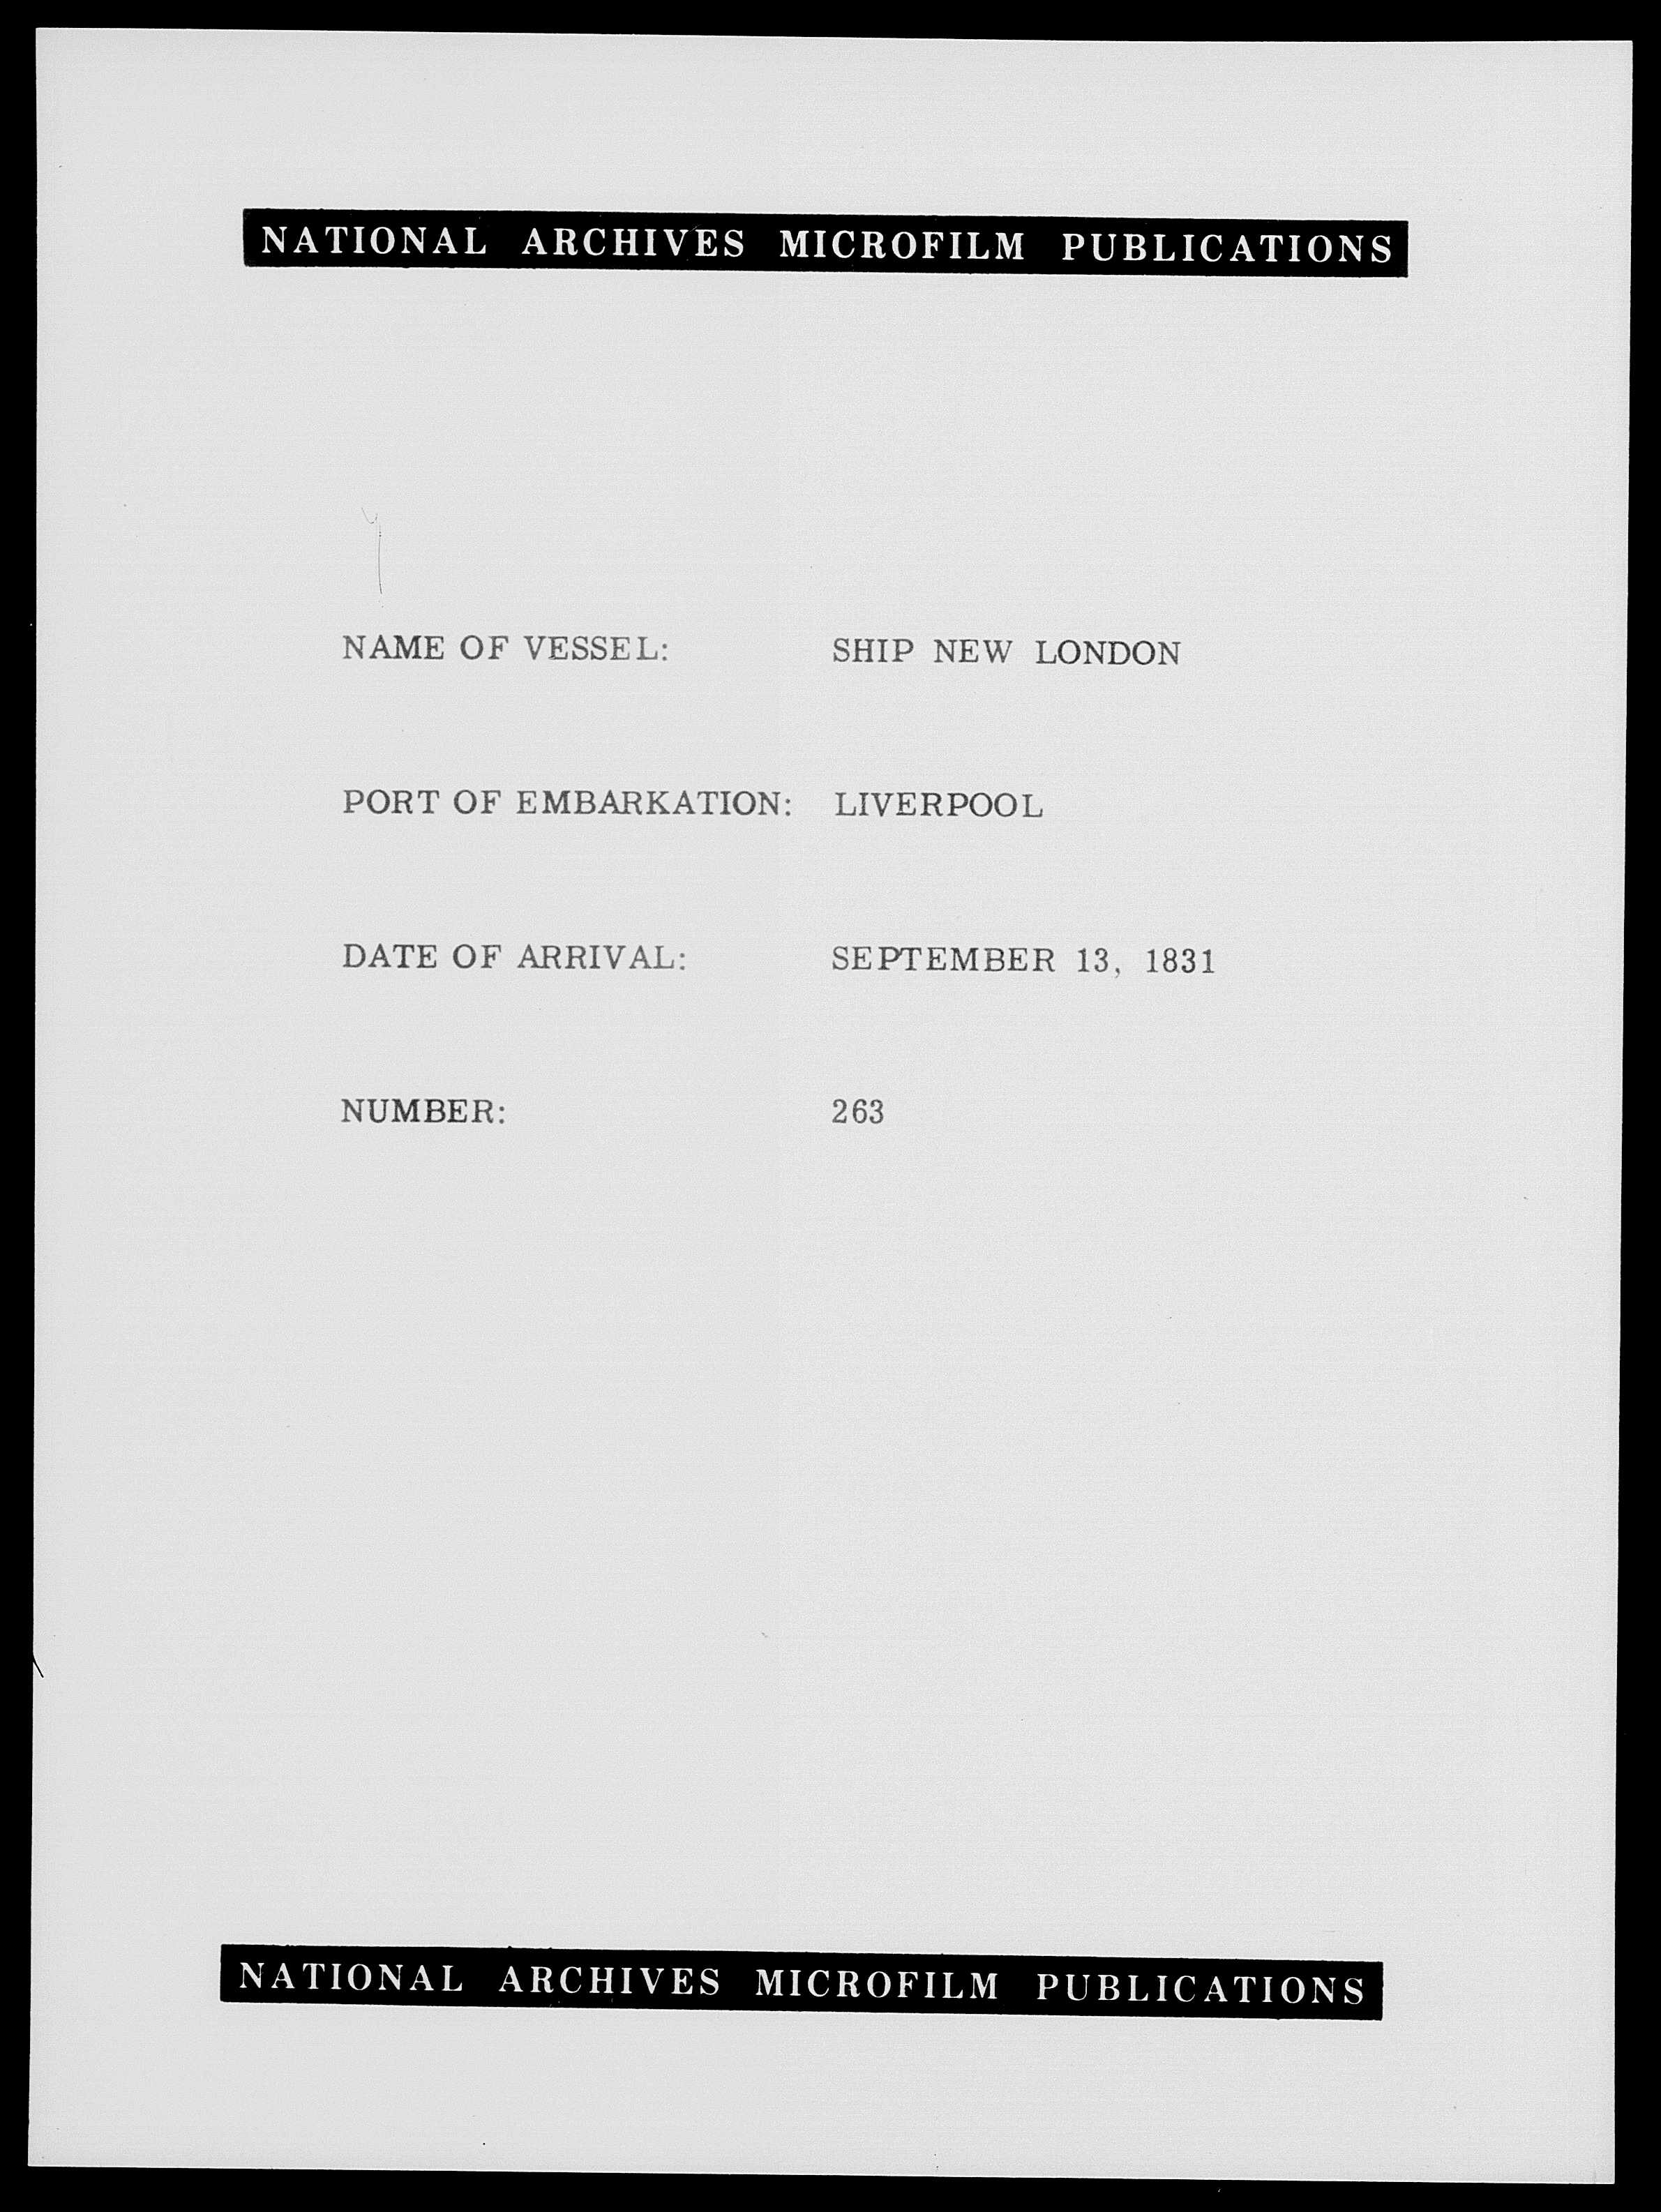 NATIONAL ARCHIVES MICROFILM PUBLICATIONS
NAME OF VESSEL: SHIP NEW LONDON
PORT OF EMBARKATION: LIVERPOOL
DATE OF ARRIVAL: SEPTEMBER 13, 1831
NUMBER: 263
NATIONAL ARCHIVES MICROFILM PUBLICATIONS